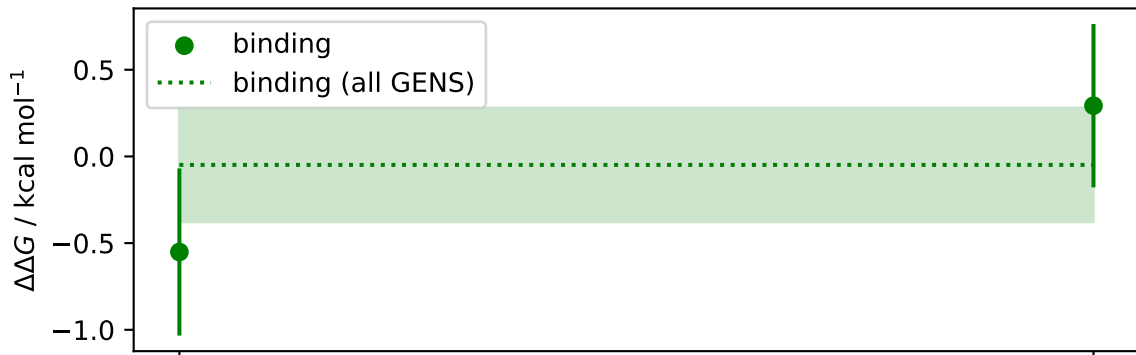 binding
binding (all GENS)
0.5
0.0
−0.5
−1.0
ΔΔG / kcal mol⁻¹